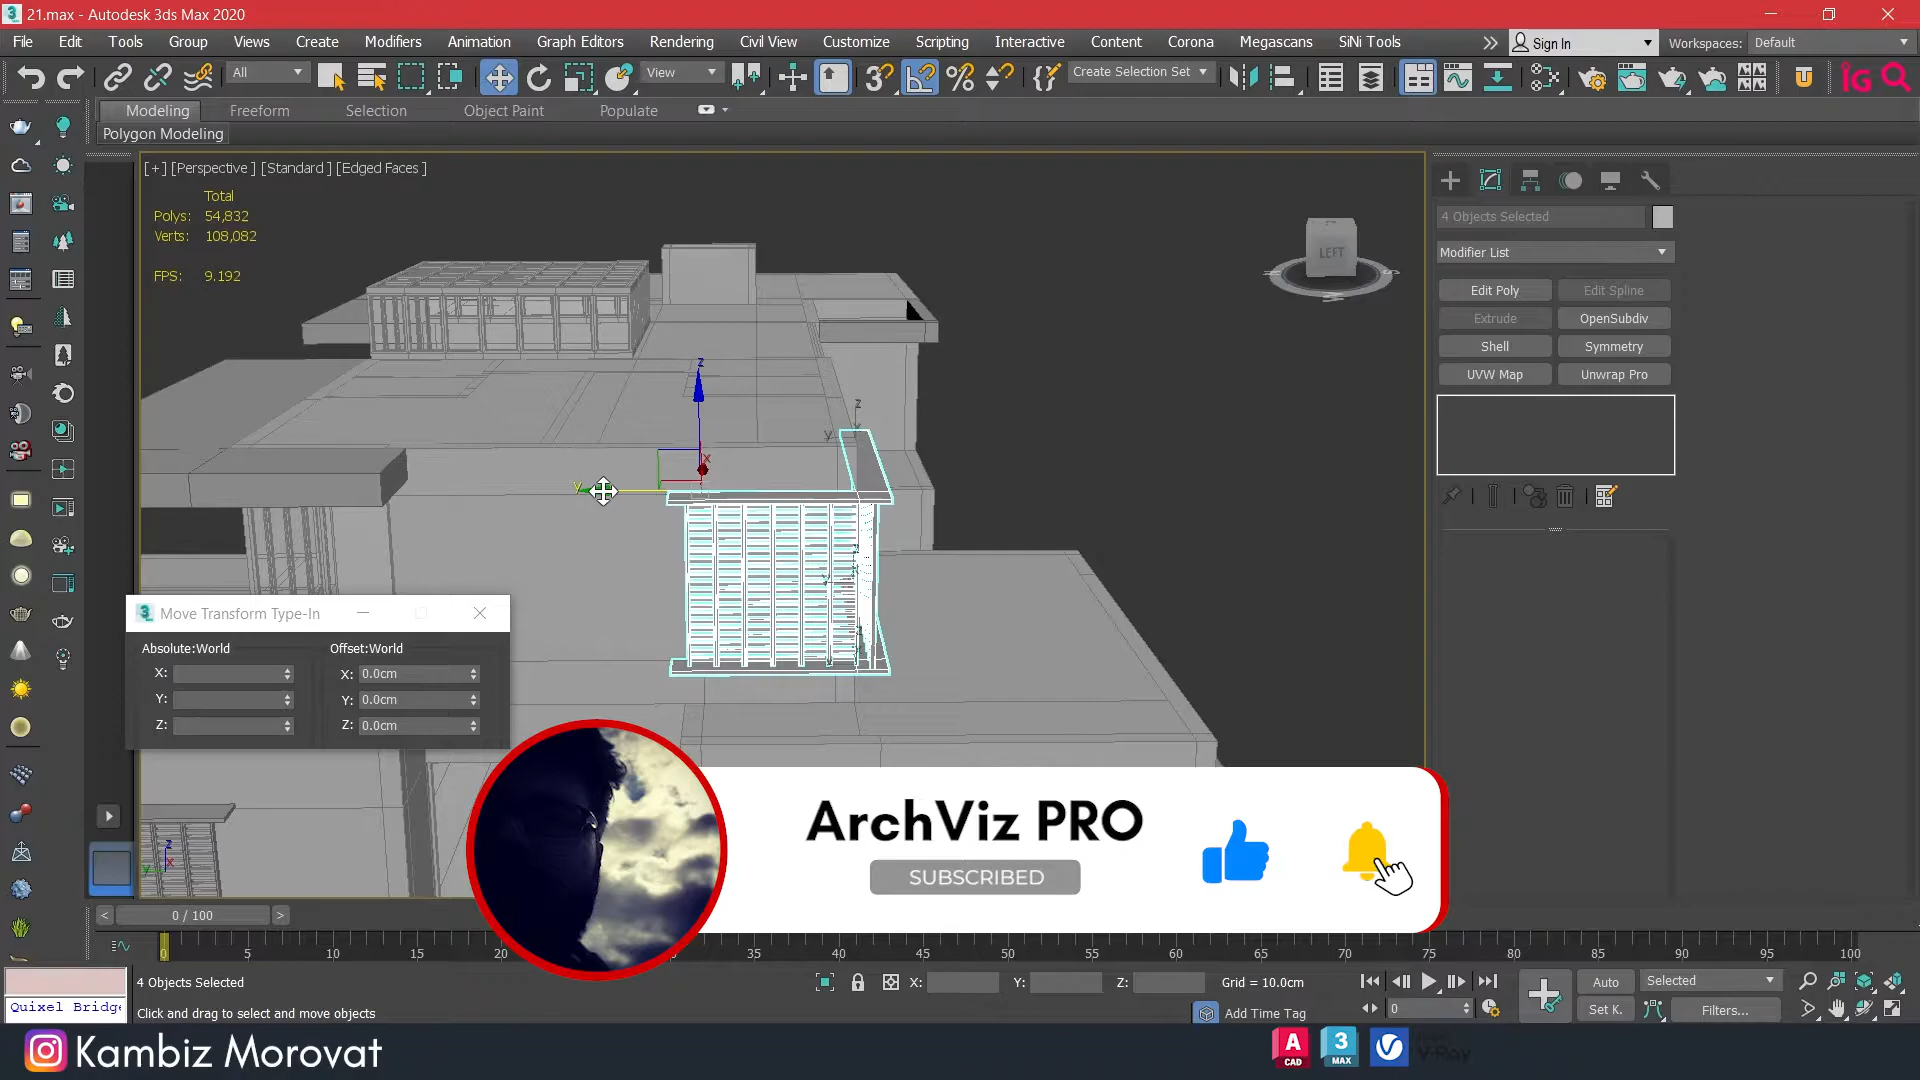 21.max - Autodesk 3ds Max 2020
File Edit Tools Group Views Create Modifiers Animation Graph Editors Rendering Civil View Customize Scripting Interactive Content Corona Megascans SiNi Tools Sign In Workspaces: Default
All View Create Selection Set iG
Modeling Freeform Selection Object Paint Populate
Polygon Modeling
[+] [Perspective] [Standard] [Edged Faces]
Total
Polys: 54,832
Verts: 108,082
FPS: 9.192
LEFT
4 Objects Selected
Modifier List
Edit Poly Edit Spline
Extrude OpenSubdiv
Shell Symmetry
UVW Map Unwrap Pro
z
x
y
z
y
Move Transform Type-In
Absolute:World Offset:World
X: X: 0.0cm
Y: Y: 0.0cm
Z: Z: 0.0cm
ArchViz PRO
SUBSCRIBED
z
x
y
< 0 / 100 >
0 5 10 15 20 35 40 45 50 55 60 65 70 75 80 85 90 95 100
4 Objects Selected X: Y: Z: Grid = 10.0cm Auto Selected
Quixel Bridge Click and drag to select and move objects Add Time Tag 0 Set K. Filters...
Kambiz Morovat
A CAD 3 MAX V-Ray